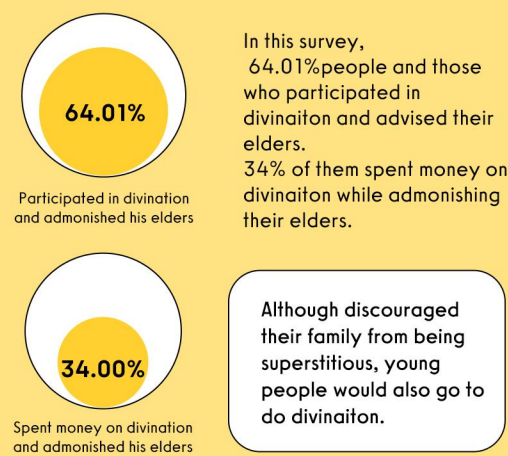 64.01%
Participated in divination
and admonished his elders
In this survey,
64.01%people and those
who participated in
divinaiton and advised their
elders.
34% of them spent money on
divinaiton while admonishing
their elders.
34.00%
Spent money on divination
and admonished his elders
Although discouraged
their family from being
superstitious, young
people would also go to
do divinaiton.